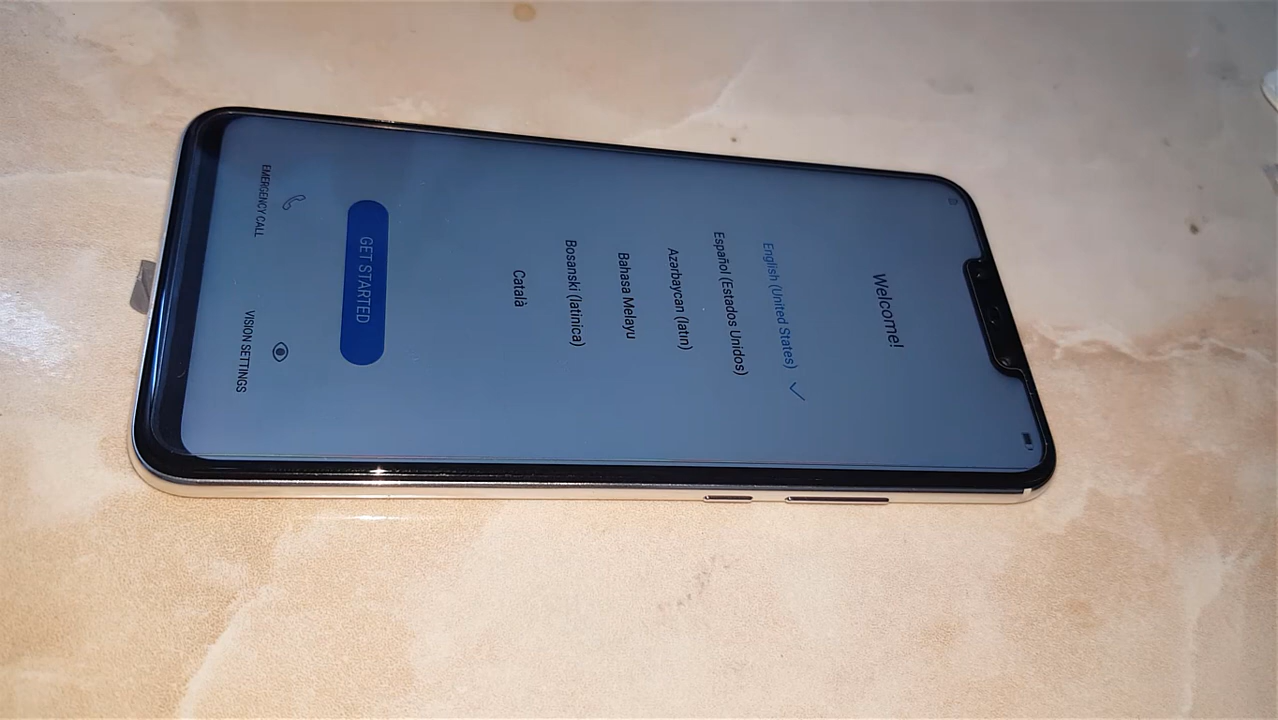 Welcome!
English (United States)
Español (Estados Unidos)
Azərbaycan (latın)
Bahasa Melayu
Bosanski (latinica)
Català
GET STARTED
EMERGENCY CALL
VISION SETTINGS